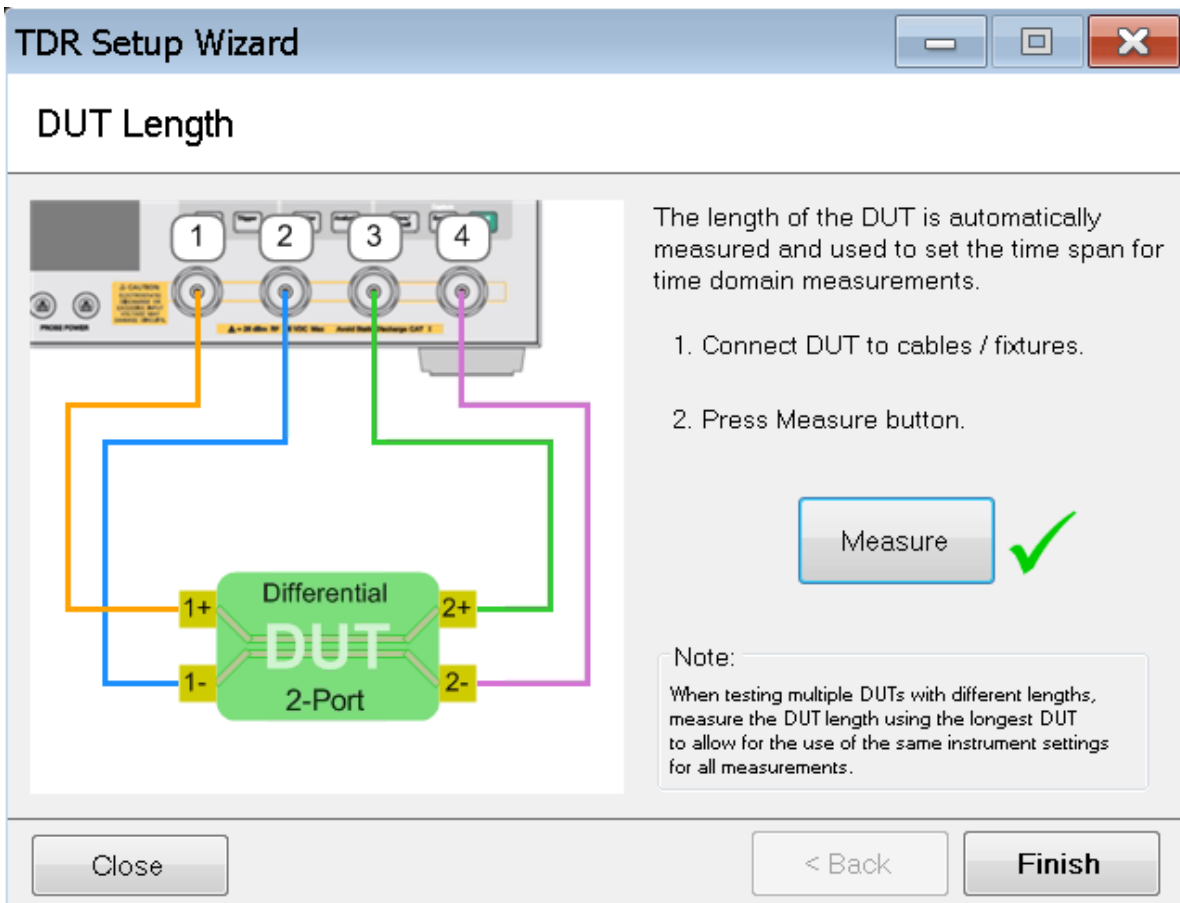 TDR Setup Wizard
DUT Length
1
2
3
4
PROBE POWER
CAUTION
The length of the DUT is automatically
measured and used to set the time span for
time domain measurements.
1. Connect DUT to cables / fixtures.
2. Press Measure button.
Measure
Differential
DUT
2-Port
1+
1-
2+
2-
Note:
When testing multiple DUTs with different lengths,
measure the DUT length using the longest DUT
to allow for the use of the same instrument settings
for all measurements.
Close
< Back
Finish